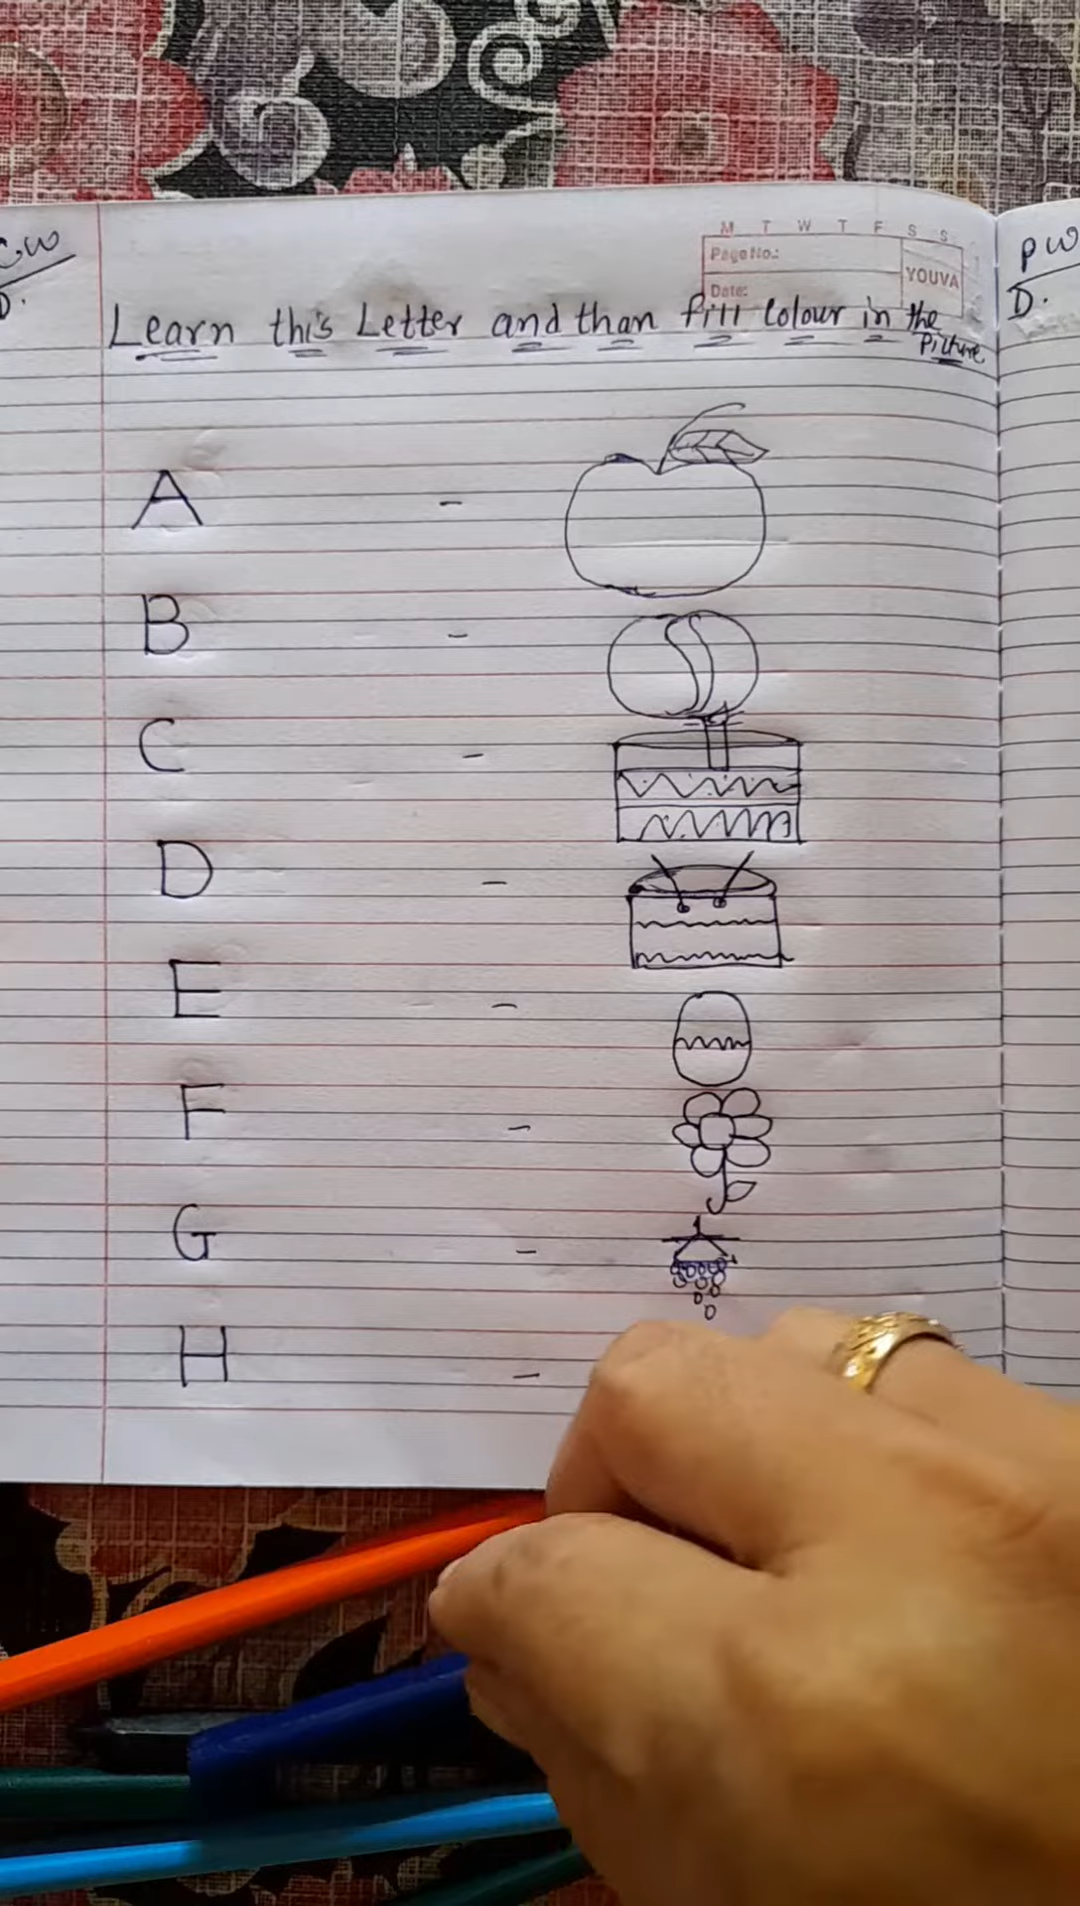 C.W
D.
M T W T F S S
Page No.:
Date:
YOUVA
PW
D.
Learn this Letter and than fill Colour in the
Picture
A -
B -
C -
D -
E -
F -
G -
H -